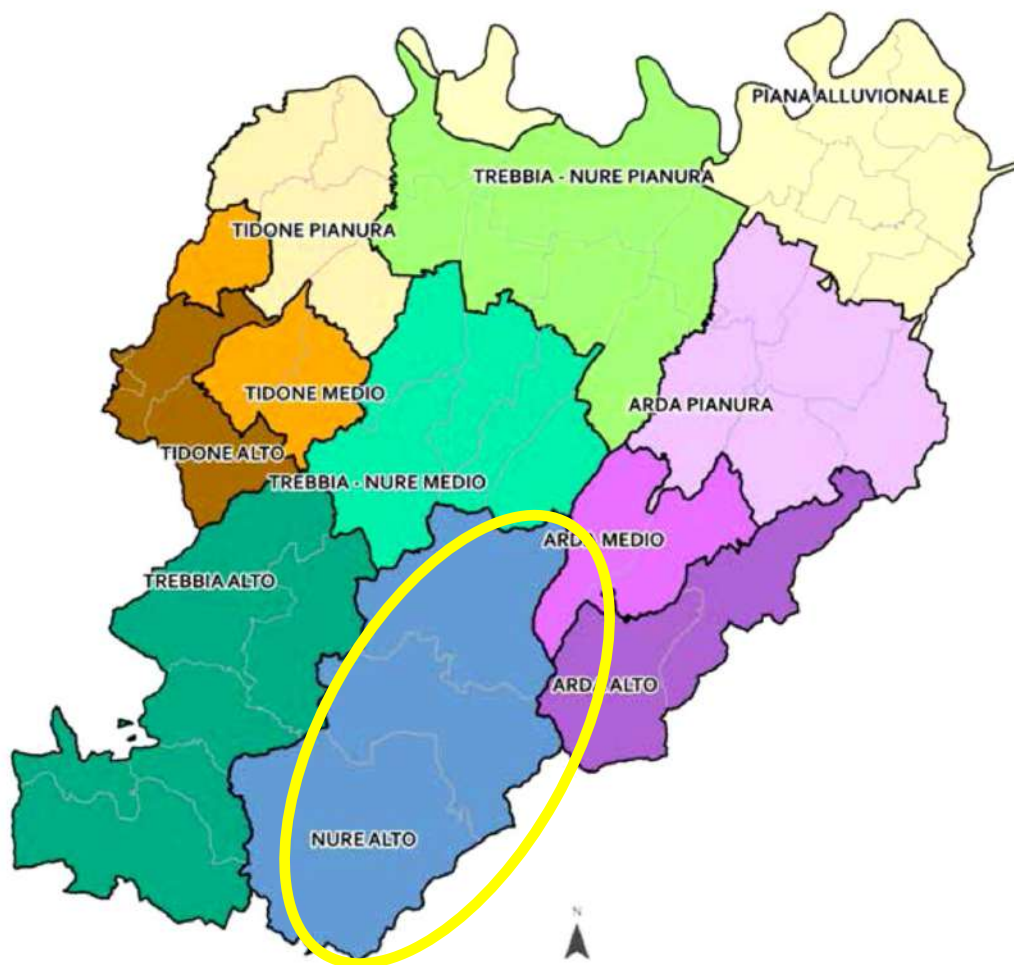 PIANA ALLUVIONALE
TREBBIA - NURE PIANURA
TIDONE PIANURA
TIDONE MEDIO
ARDA PIANURA
TIDONE ALTO
TREBBIA - NURE MEDIO
ARDA MEDIO
TREBBIA ALTO
ARDA ALTO
NURE ALTO
N